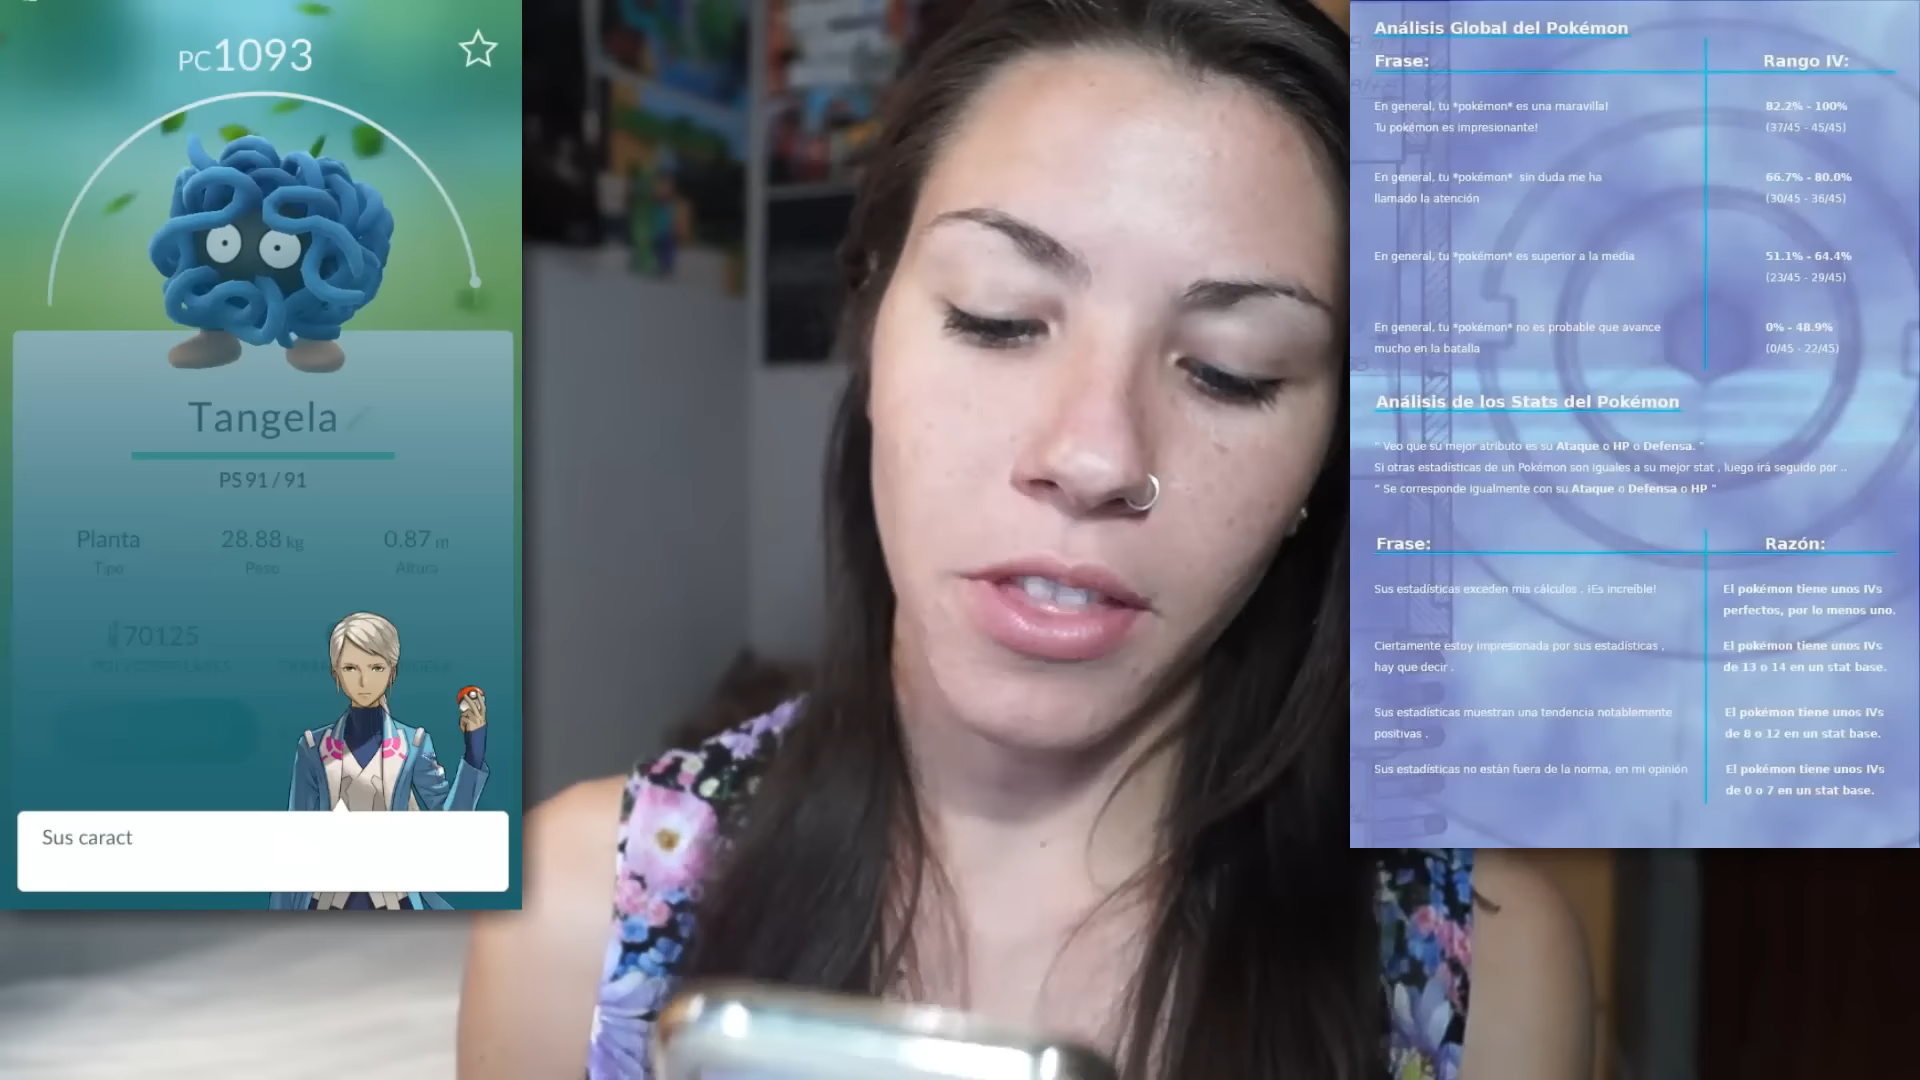 PC1093
Tangela
PS 91 / 91
Planta 28.88 kg 0.87 m
Tipo Peso Altura
70125
Sus caract
Análisis Global del Pokémon
Frase: Rango IV:
En general, tu *pokémon* es una maravilla! 82.2% - 100%
Tu pokémon es impresionante! (37/45 - 45/45)
En general, tu *pokémon* sin duda me ha 66.7% - 80.0%
llamado la atención (30/45 - 36/45)
En general, tu *pokémon* es superior a la media 51.1% - 64.4%
(23/45 - 29/45)
En general, tu *pokémon* no es probable que avance 0% - 48.9%
mucho en la batalla (0/45 - 22/45)
Análisis de los Stats del Pokémon
" Veo que su mejor atributo es su Ataque o HP o Defensa. "
Si otras estadísticas de un Pokémon son iguales a su mejor stat , luego irá seguido por ..
" Se corresponde igualmente con su Ataque o Defensa o HP "
Frase: Razón:
Sus estadísticas exceden mis cálculos . ¡Es increíble! El pokémon tiene unos IVs
perfectos, por lo menos uno.
Ciertamente estoy impresionada por sus estadísticas , El pokémon tiene unos IVs
hay que decir . de 13 o 14 en un stat base.
Sus estadísticas muestran una tendencia notablemente El pokémon tiene unos IVs
positivas . de 8 o 12 en un stat base.
Sus estadísticas no están fuera de la norma, en mi opinión El pokémon tiene unos IVs
de 0 o 7 en un stat base.